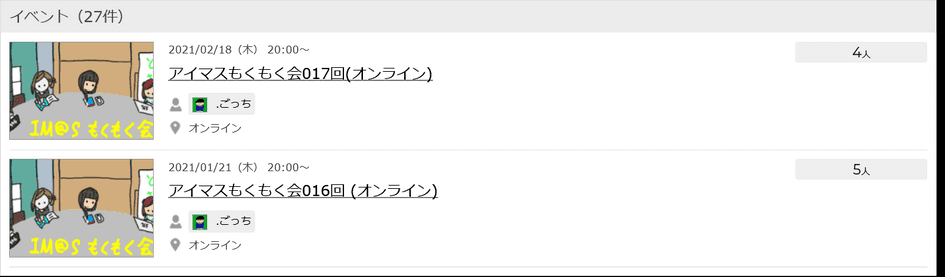 イベント（27件）
2021/02/18（木） 20:00～
4人
アイマスもくもく会017回(オンライン)
.ごっち
オンライン
IM@S もくもく会
2021/01/21（木） 20:00～
5人
アイマスもくもく会016回 (オンライン)
.ごっち
オンライン
IM@S もくもく会